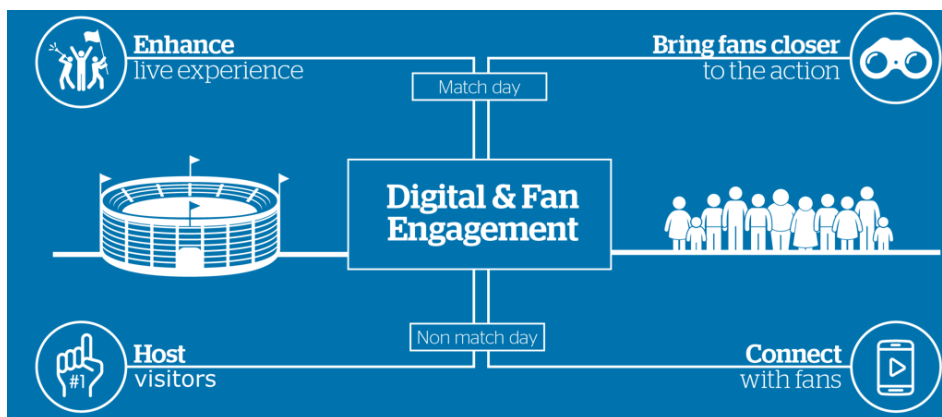 Enhance
live experience
Bring fans closer
to the action
Match day
Digital & Fan
Engagement
Non match day
#1
Host
visitors
Connect
with fans